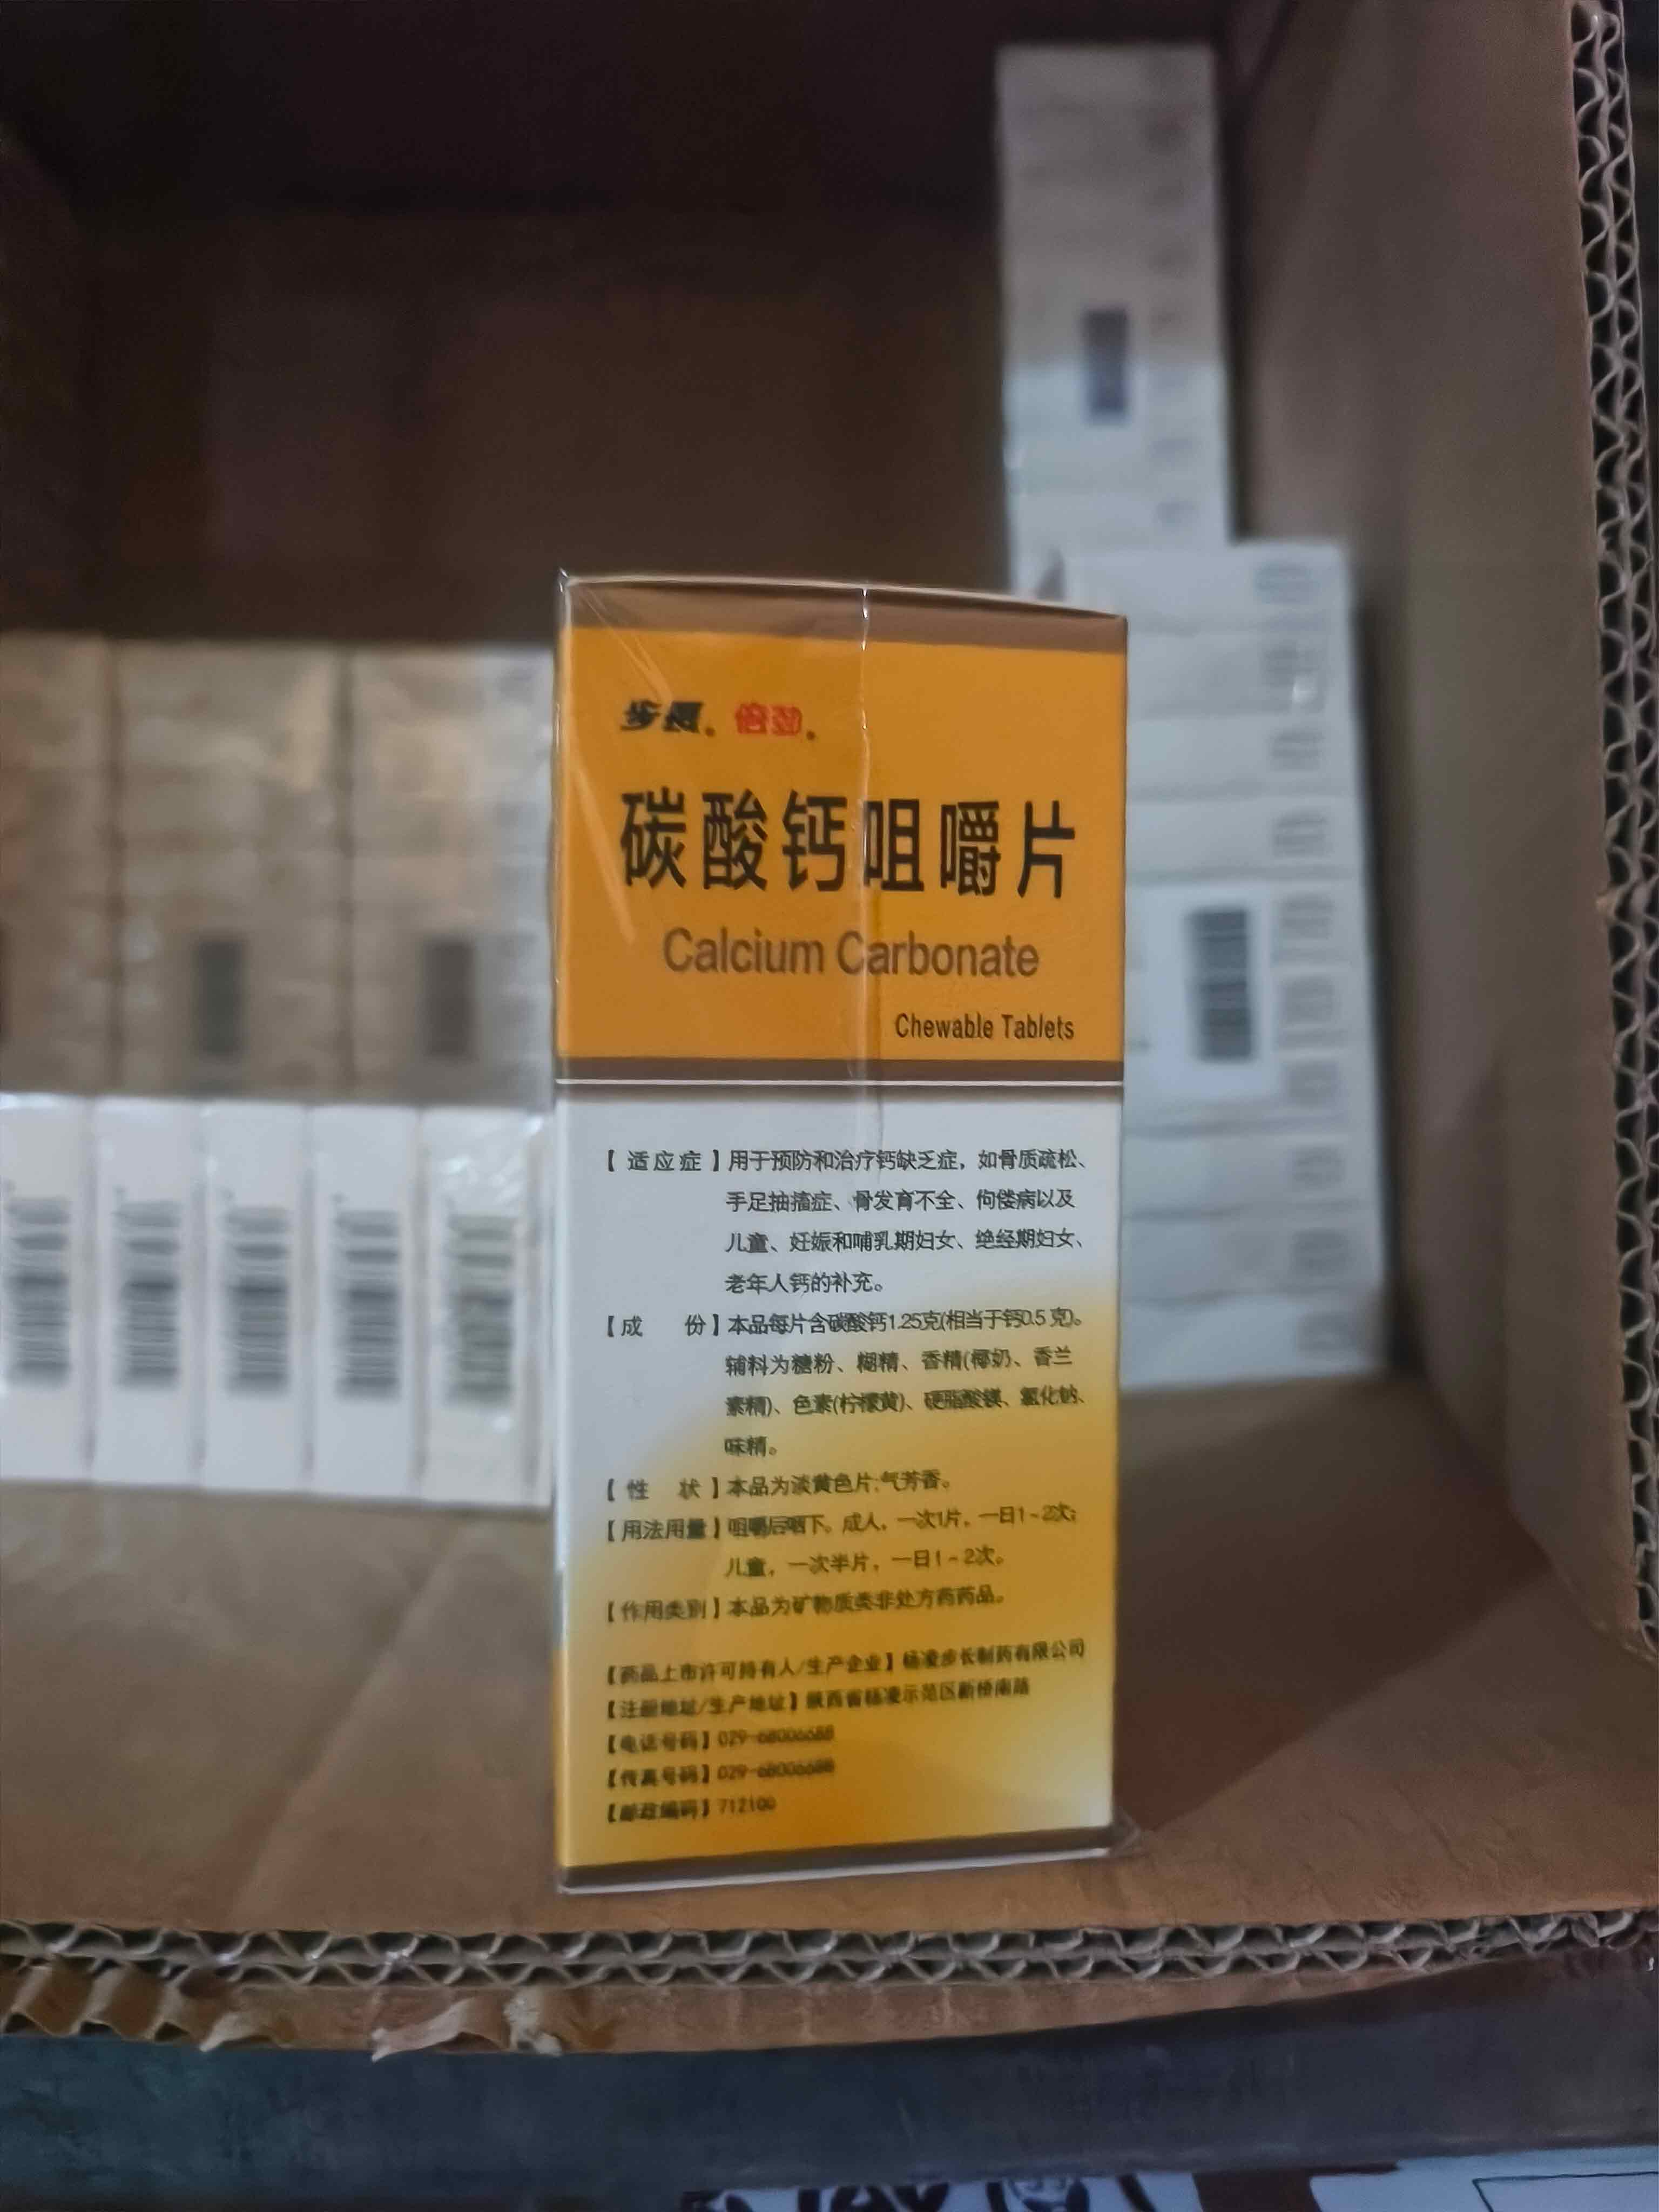 步長® 倍劲®
碳酸钙咀嚼片
Calcium Carbonate
Chewable Tablets
【适应症】用于预防和治疗钙缺乏症，如骨质疏松、
手足抽搐症、骨发育不全、佝偻病以及
儿童、妊娠和哺乳期妇女、绝经期妇女、
老年人钙的补充。
【成 份】本品每片含碳酸钙1.25克(相当于钙0.5克)。
辅料为糖粉、糊精、香精(椰奶、香兰
素精)、色素(柠檬黄)、硬脂酸镁、氯化钠、
味精。
【性 状】本品为淡黄色片;气芳香。
【用法用量】咀嚼后咽下。成人，一次1片，一日1~2次;
儿童，一次半片，一日1~2次。
【作用类别】本品为矿物质类非处方药药品。
【药品上市许可持有人/生产企业】杨凌步长制药有限公司
【注册地址/生产地址】陕西省杨凌示范区新桥南路
【电话号码】029-68006688
【传真号码】029-68006688
【邮政编码】712100